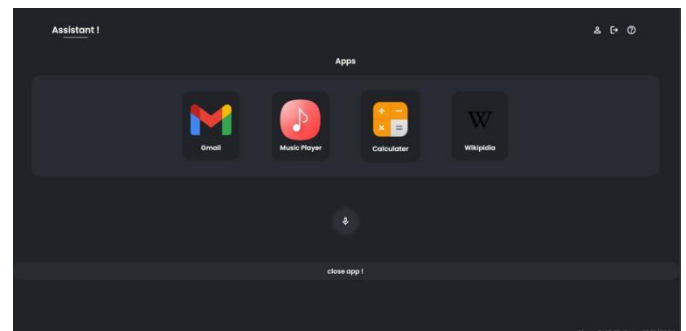 Assistant !
Apps
Gmail
Music Player
Calculater
Wikipidia
close app !